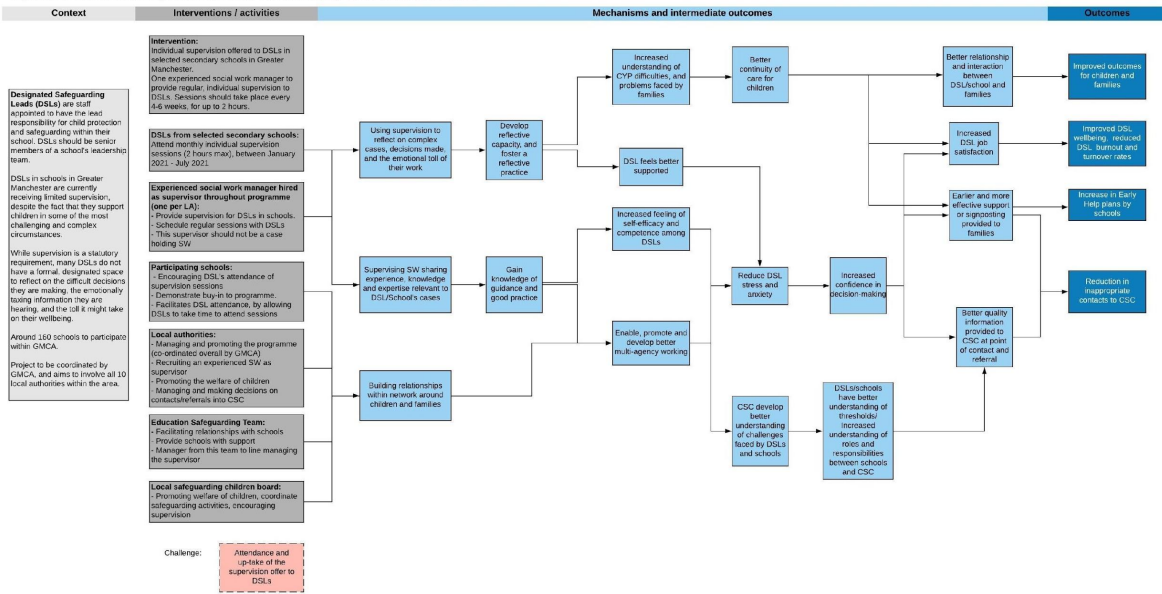 Context
Interventions / activities
Mechanisms and intermediate outcomes
Outcomes
Designated Safeguarding
Leads (DSLs) are staff
appointed to have the lead
responsibility for child protection
and safeguarding within their
school. DSLs should be senior
members of a school's leadership
team.
DSLs in schools in Greater
Manchester are currently
receiving limited supervision,
despite the fact that they support
children in some of the most
challenging and complex
circumstances.
While supervision is a statutory
requirement, many DSLs do not
have a formal, designated space
to reflect on the difficult decisions
they are making, the emotionally
taxing information they are
hearing, and the toll it might take
on their wellbeing.
Around 160 schools to participate
within GMCA.
Project to be coordinated by
GMCA, and aims to involve all 10
local authorities within the area.
Intervention:
Individual supervision offered to DSLs in
selected secondary schools in Greater
Manchester.
One experienced social work manager to
provide regular, individual supervision to
DSLs. Sessions should take place every
4-6 weeks, for up to 2 hours.
DSLs from selected secondary schools:
Attend monthly individual supervision
sessions (2 hours max), between January
2021 - July 2021
Experienced social work manager hired
as supervisor throughout programme
(one per LA):
- Provide supervision for DSLs in schools.
- Schedule regular sessions with DSLs
- This supervisor should not be a case
holding SW
Participating schools:
- Encouraging DSL's attendance of
supervision sessions
- Demonstrate buy-in to programme.
- Facilitates DSL attendance, by allowing
DSLs to take time to attend sessions
Local authorities:
- Managing and promoting the programme
(co-ordinated overall by GMCA)
- Recruiting an experienced SW as
supervisor
- Promoting the welfare of children
- Managing and making decisions on
contacts/referrals into CSC
Education Safeguarding Team:
- Facilitating relationships with schools
- Provide schools with support
- Manager from this team to line managing
the supervisor
Local safeguarding children board:
- Promoting welfare of children, coordinate
safeguarding activities, encouraging
supervision
Challenge:
Attendance and
up-take of the
supervision offer to
DSLs
Using supervision to
reflect on complex
cases, decisions made,
and the emotional toll of
their work
Supervising SW sharing
experience, knowledge
and expertise relevant to
DSL/School's cases
Building relationships
within network around
children and families
Develop
reflective
capacity, and
foster a
reflective
practice
Gain
knowledge of
guidance and
good practice
Increased
understanding of
CYP difficulties, and
problems faced by
families
DSL feels better
supported
Increased feeling of
self-efficacy and
competence among
DSLs
Enable, promote and
develop better
multi-agency working
Better
continuity of
care for
children
Reduce DSL
stress and
anxiety
CSC develop
better
understanding
of challenges
faced by DSLs
and schools
Increased
confidence in
decision-making
DSLs/schools
have better
understanding of
thresholds/
Increased
understanding of
roles and
responsibilities
between schools
and CSC
Better relationship
and interaction
between
DSL/school and
families
Increased
DSL job
satisfaction
Earlier and more
effective support
or signposting
provided to
families
Better quality
information
provided to
CSC at point
of contact and
referral
Improved outcomes
for children and
families
Improved DSL
wellbeing, reduced
DSL burnout and
turnover rates
Increase in Early
Help plans by
schools
Reduction in
inappropriate
contacts to CSC